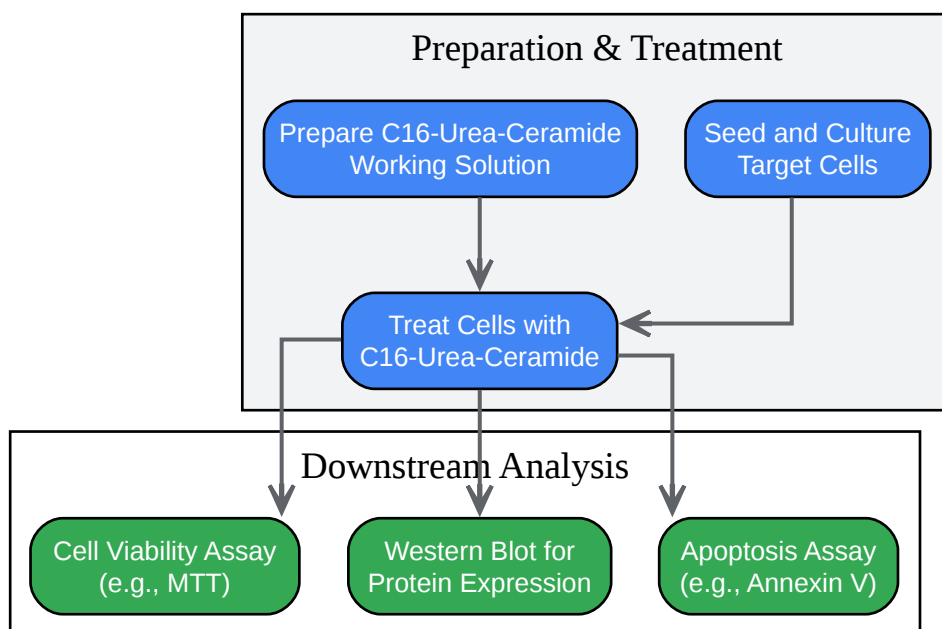 Preparation & Treatment
Prepare C16-Urea-Ceramide
Working Solution
Seed and Culture
Target Cells
Treat Cells with
C16-Urea-Ceramide
Downstream Analysis
Cell Viability Assay
(e.g., MTT)
Western Blot for
Protein Expression
Apoptosis Assay
(e.g., Annexin V)